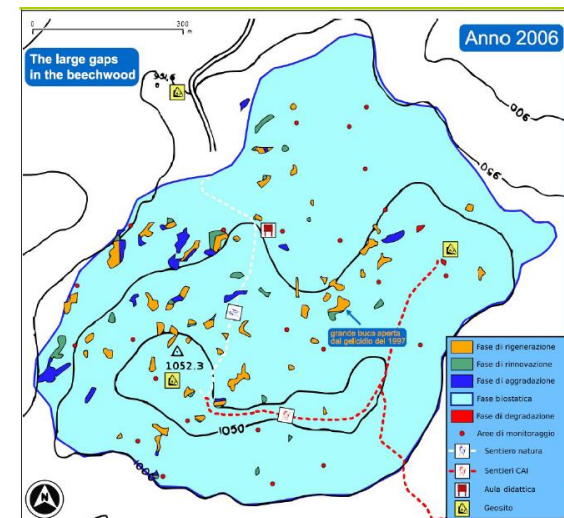 0
300
m
Anno 2006
The large gaps
in the beechwood
900
950
grande buca aperta
dal gelicidio del 1997
1052.3
1050
1000
Fase di rigenerazione
Fase di rinnovazione
Fase di aggradazione
Fase biostatica
Fase di degradazione
Aree di monitoraggio
Sentiero natura
Sentieri CAI
Aula didattica
Geosito
N